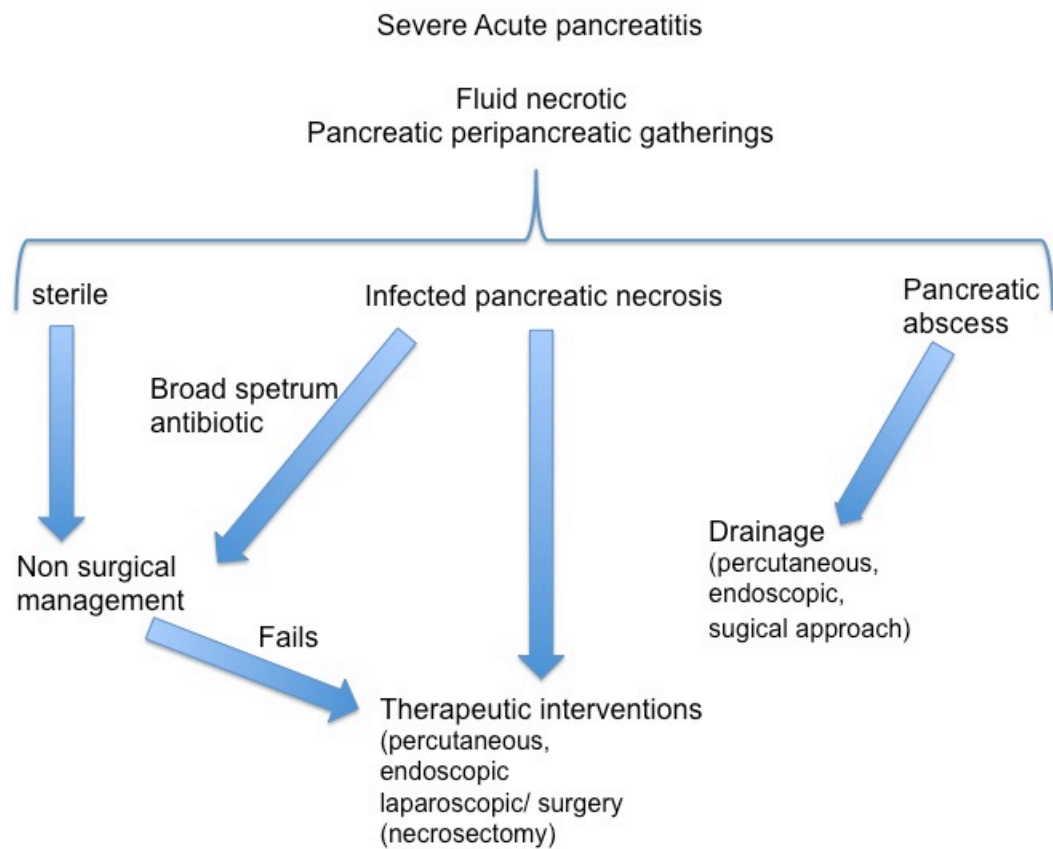 Severe Acute pancreatitis
Fluid necrotic
Pancreatic peripancreatic gatherings
sterile
Infected pancreatic necrosis
Pancreatic
abscess
Broad spetrum
antibiotic
Non surgical
management
Drainage
(percutaneous,
endoscopic,
sugical approach)
Fails
Therapeutic interventions
(percutaneous,
endoscopic
laparoscopic/ surgery
(necrosectomy)